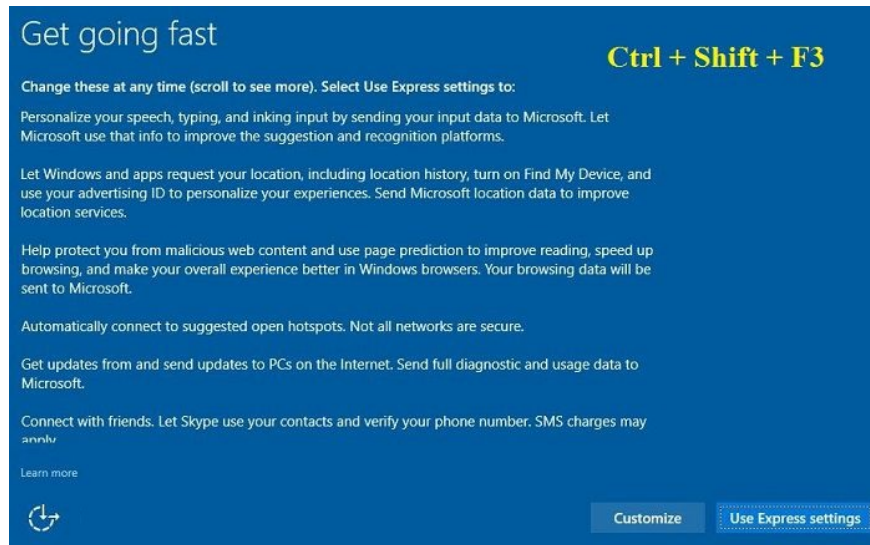 Get going fast
Ctrl + Shift + F3
Change these at any time (scroll to see more). Select Use Express settings to:
Personalize your speech, typing, and inking input by sending your input data to Microsoft. Let
Microsoft use that info to improve the suggestion and recognition platforms.
Let Windows and apps request your location, including location history, turn on Find My Device, and
use your advertising ID to personalize your experiences. Send Microsoft location data to improve
location services.
Help protect you from malicious web content and use page prediction to improve reading, speed up
browsing, and make your overall experience better in Windows browsers. Your browsing data will be
sent to Microsoft.
Automatically connect to suggested open hotspots. Not all networks are secure.
Get updates from and send updates to PCs on the Internet. Send full diagnostic and usage data to
Microsoft.
Connect with friends. Let Skype use your contacts and verify your phone number. SMS charges may
apply
Learn more
Customize
Use Express settings